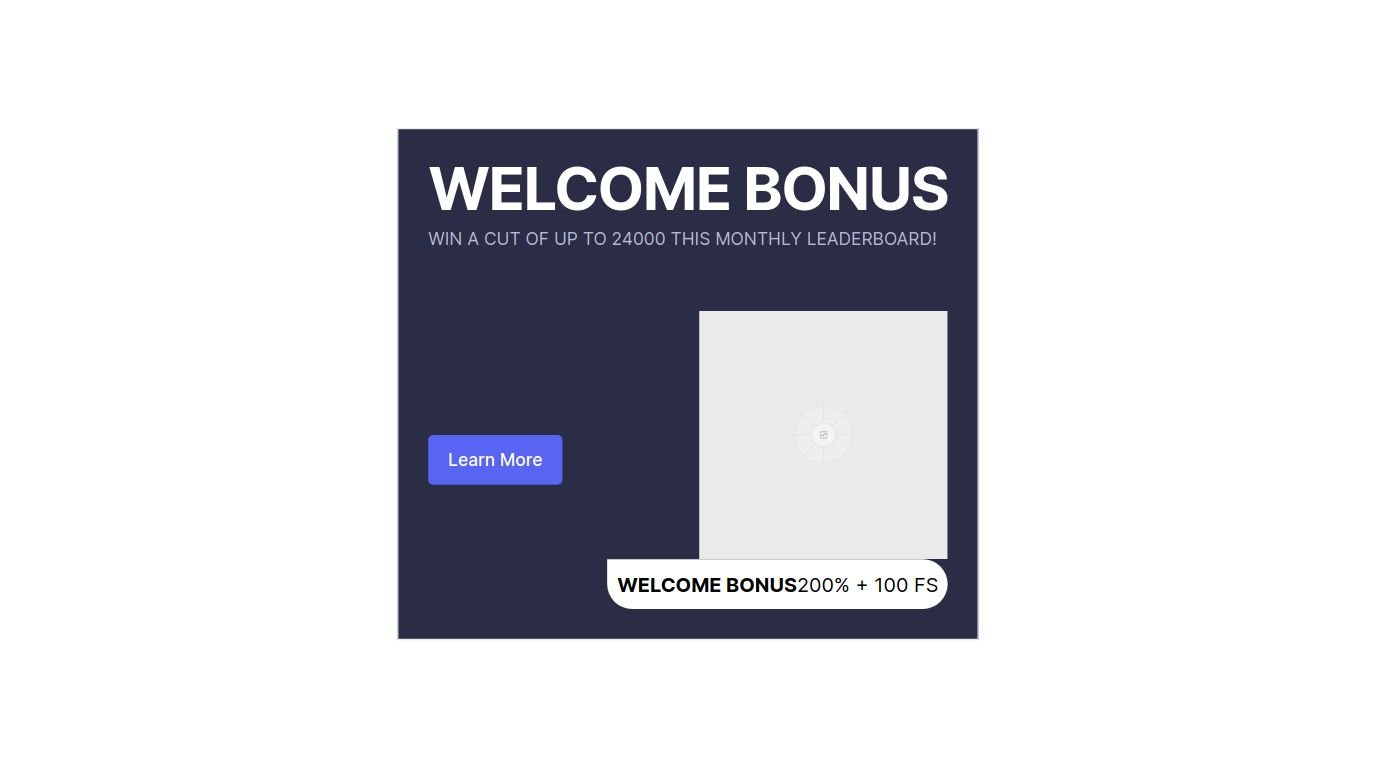 WELCOME BONUS
WIN A CUT OF UP TO 24000 THIS MONTHLY LEADERBOARD!
Learn More
WELCOME BONUS200% + 100 FS